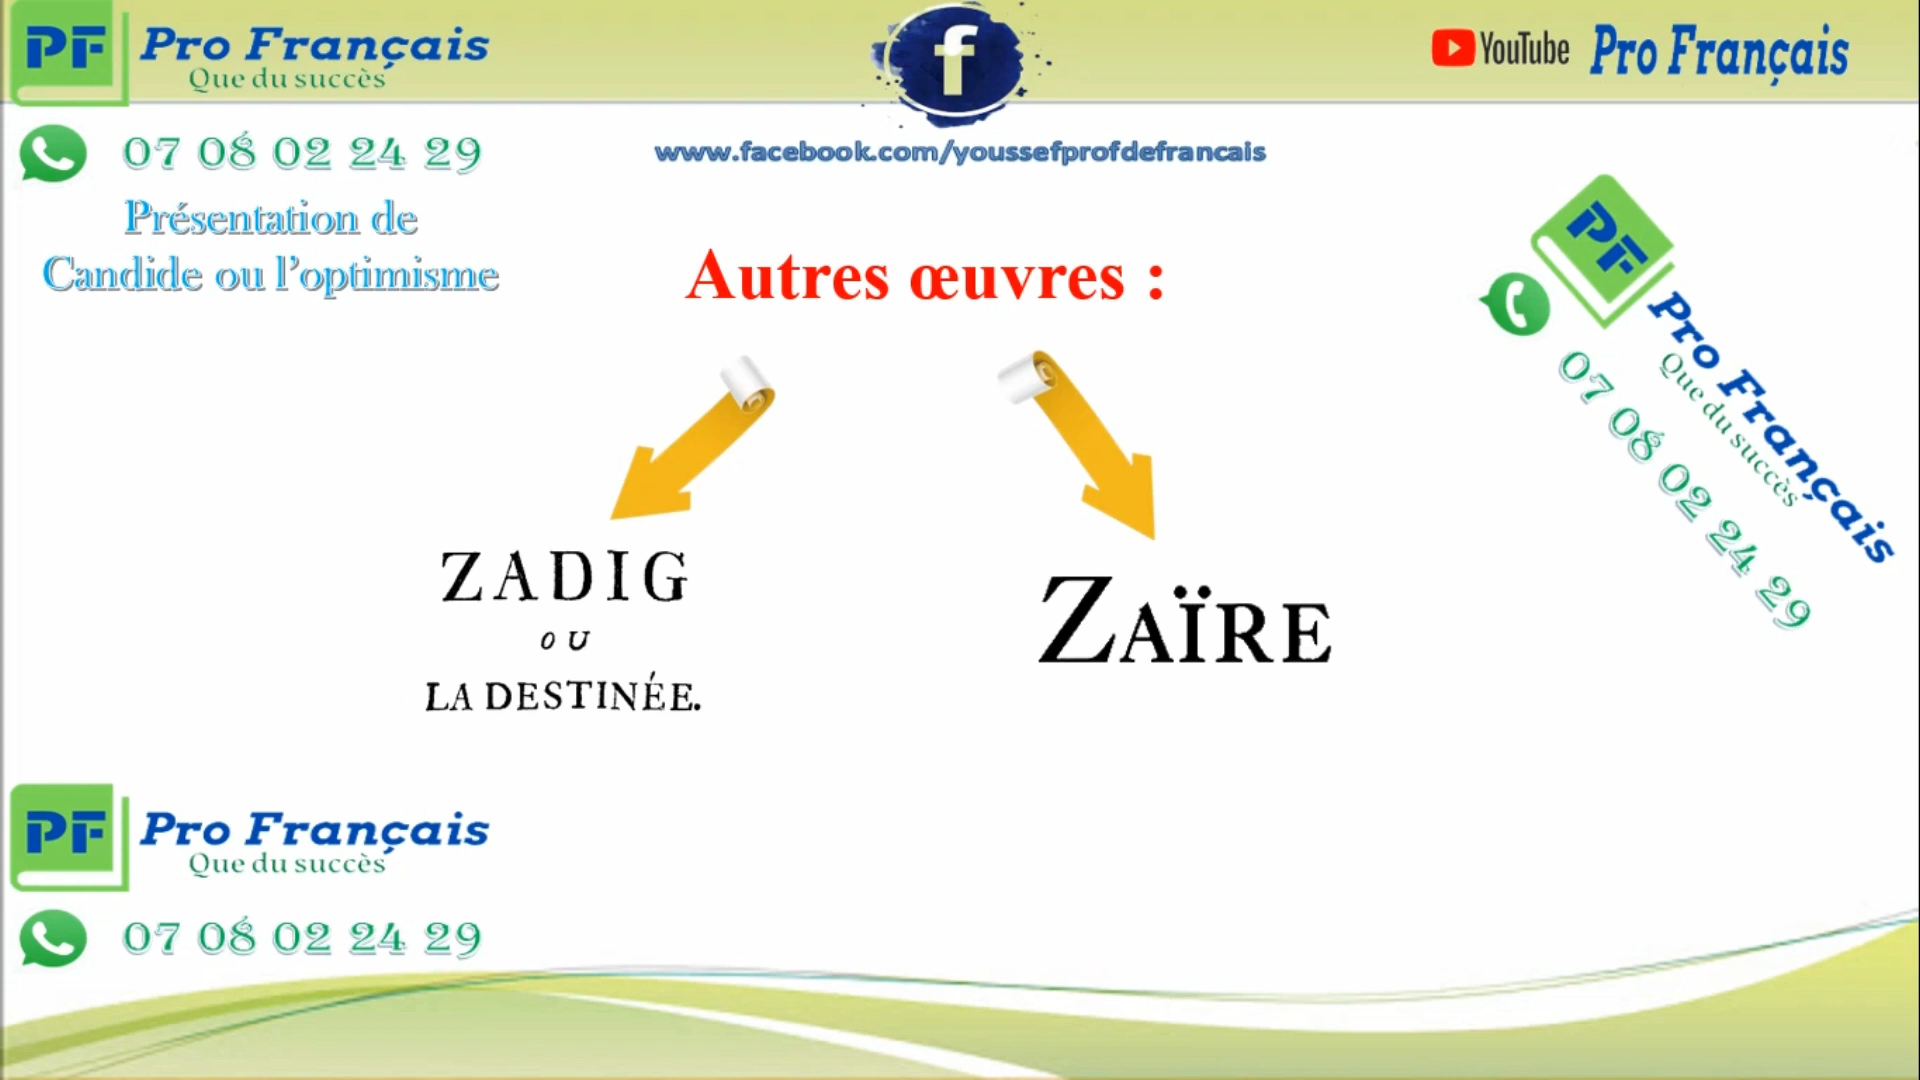 PF Pro Français
Que du succès
f
YouTube Pro Français
07 08 02 24 29
www.facebook.com/youssefprofdefrancais
Présentation de
Candide ou l'optimisme
Autres œuvres :
PF Pro Français
Que du succès
07 08 02 24 29
ZADIG
OU
LA DESTINÉE.
ZAÏRE
PF Pro Français
Que du succès
07 08 02 24 29